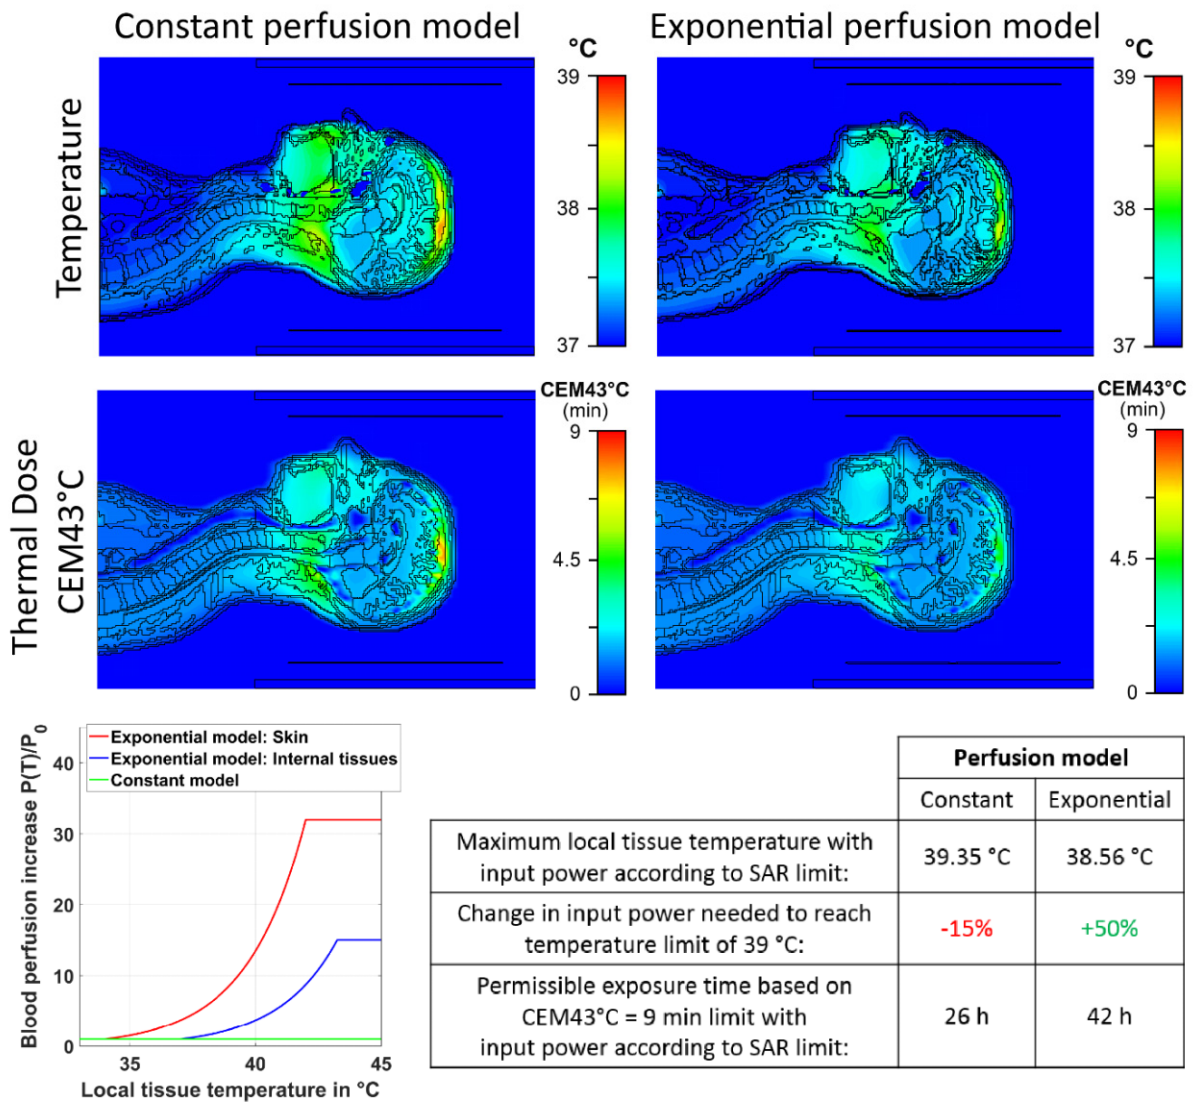 Constant perfusion model
Exponential perfusion model
Temperature
°C
39
38
37
°C
39
38
37
Thermal Dose
CEM43°C
CEM43°C
(min)
9
4.5
0
CEM43°C
(min)
9
4.5
0
Blood perfusion increase P(T)/P0
40
30
20
10
0
35
40
45
Local tissue temperature in °C
Exponential model: Skin
Exponential model: Internal tissues
Constant model
Perfusion model
Constant
Exponential
Maximum local tissue temperature with
input power according to SAR limit:
39.35 °C
38.56 °C
Change in input power needed to reach
temperature limit of 39 °C:
-15%
+50%
Permissible exposure time based on
CEM43°C = 9 min limit with
input power according to SAR limit:
26 h
42 h